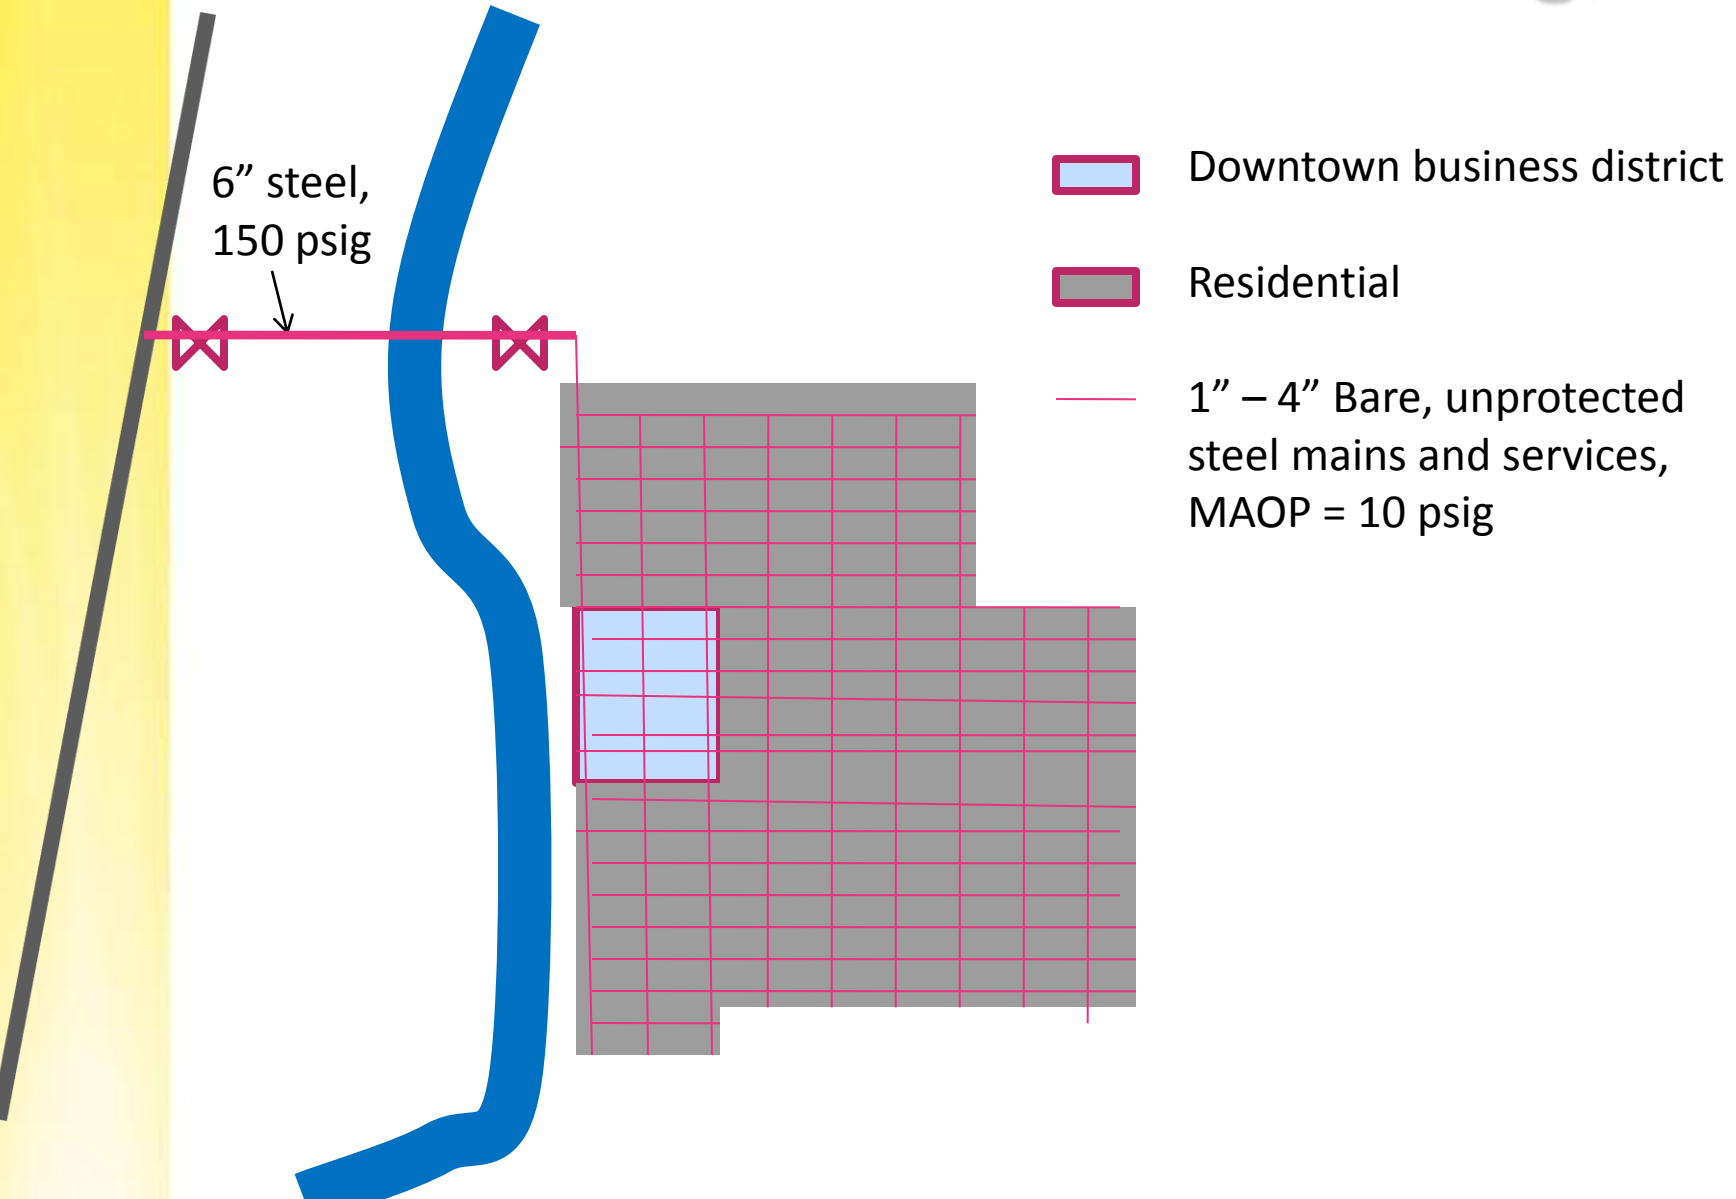 6” steel,
150 psig
Downtown business district
Residential
1” – 4” Bare, unprotected
steel mains and services,
MAOP = 10 psig